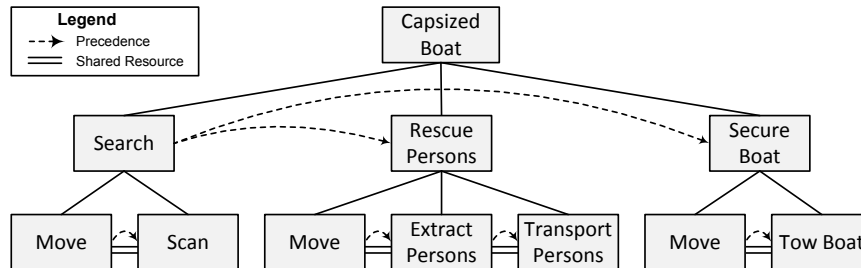 Legend
Precedence
Shared Resource
Capsized
Boat
Search
Rescue
Persons
Secure
Boat
Move
Scan
Move
Extract
Persons
Transport
Persons
Move
Tow Boat